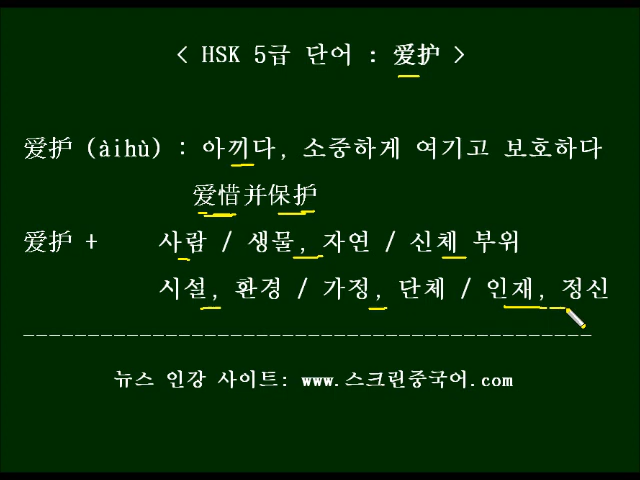 < HSK 5급 단어 : 爱护 >
爱护 (àihù) : 아끼다, 소중하게 여기고 보호하다
爱惜并保护
爱护 + 사람 / 생물, 자연 / 신체 부위
시설, 환경 / 가정, 단체 / 인재, 정신
뉴스 인강 사이트: www.스크린중국어.com